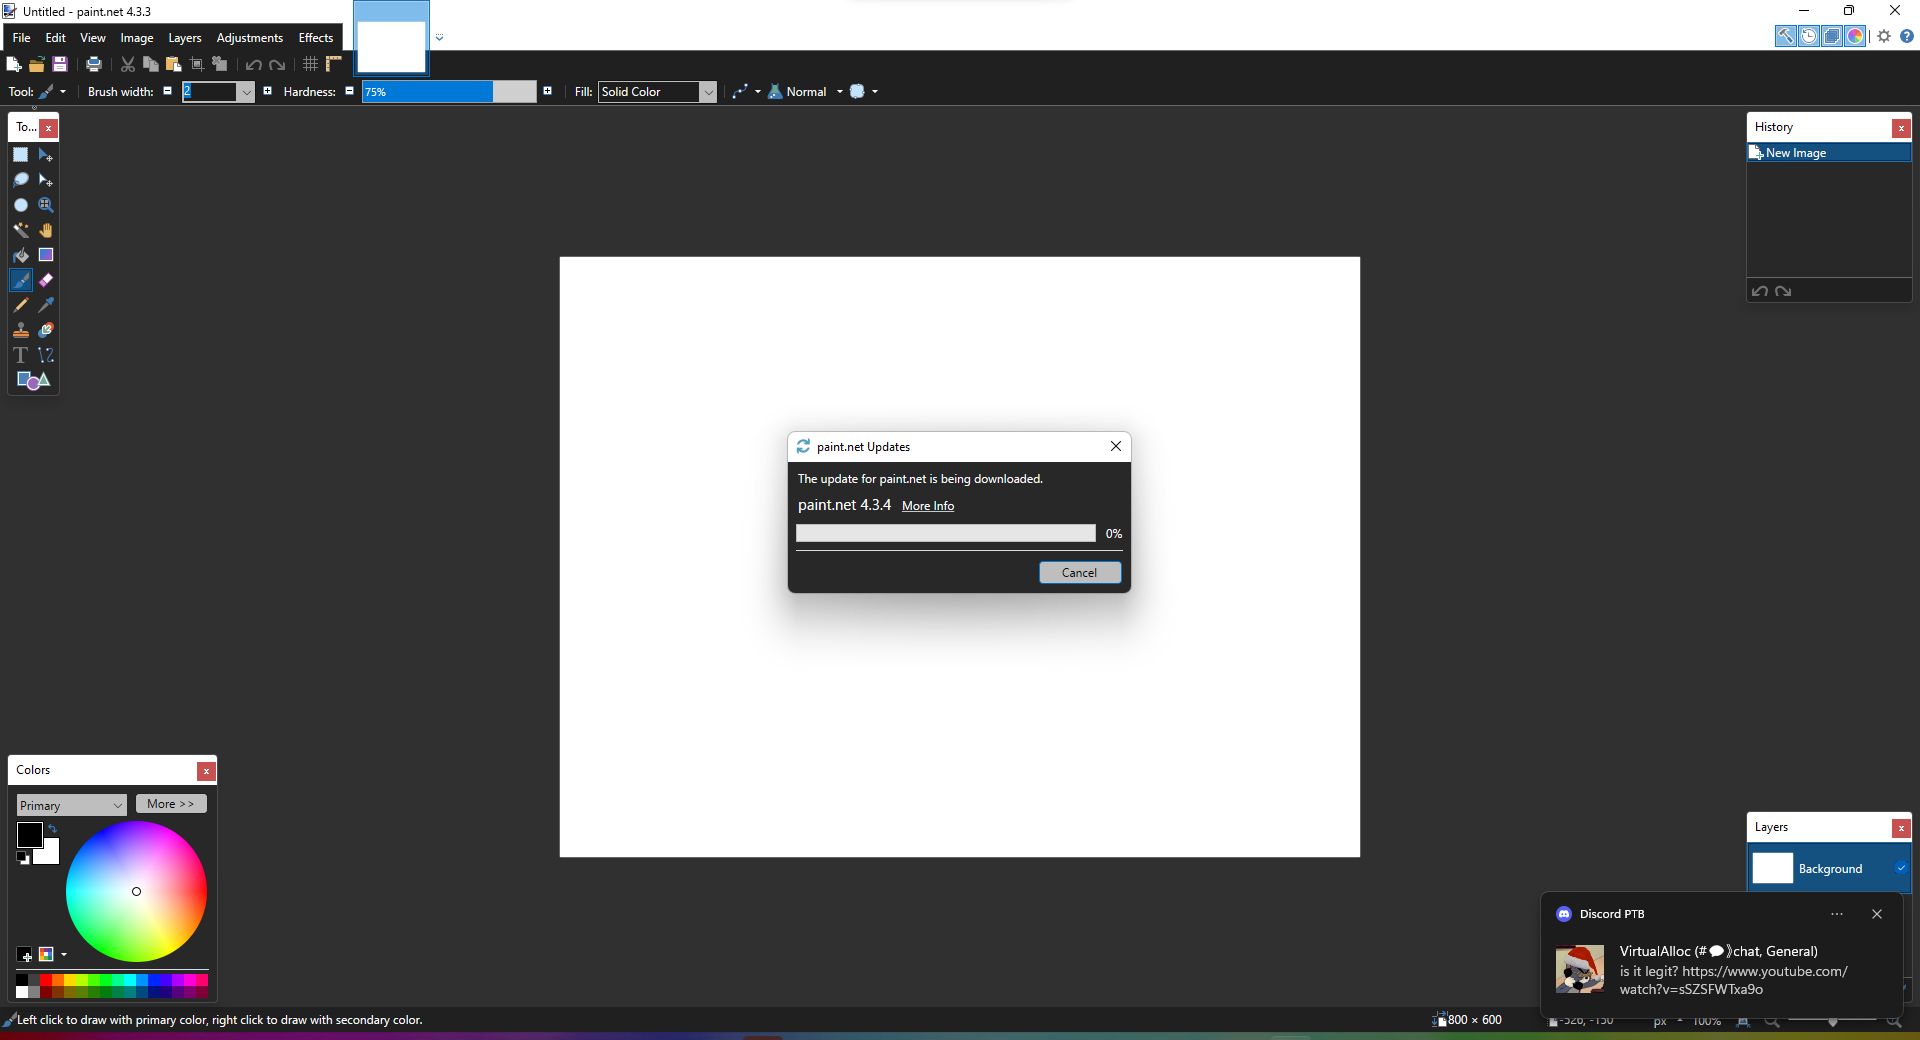 Untitled - paint.net 4.3.3
File Edit View Image Layers Adjustments Effects
Tool: Brush width: 2 Hardness: 75% Fill: Solid Color Normal
To...
History
New Image
paint.net Updates
The update for paint.net is being downloaded.
paint.net 4.3.4 More Info
0%
Cancel
Colors
Primary More >>
Layers
Background
Discord PTB
VirtualAlloc (#💬》chat, General)
is it legit? https://www.youtube.com/
watch?v=sSZSFWTxa9o
Left click to draw with primary color, right click to draw with secondary color.
800 × 600 -526, -150 px 100%